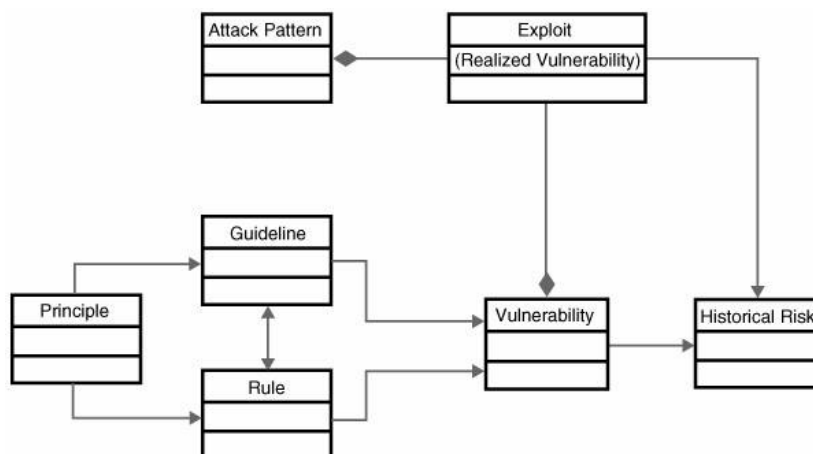 Attack Pattern
Exploit
(Realized Vulnerability)
Guideline
Principle
Vulnerability
Historical Risk
Rule